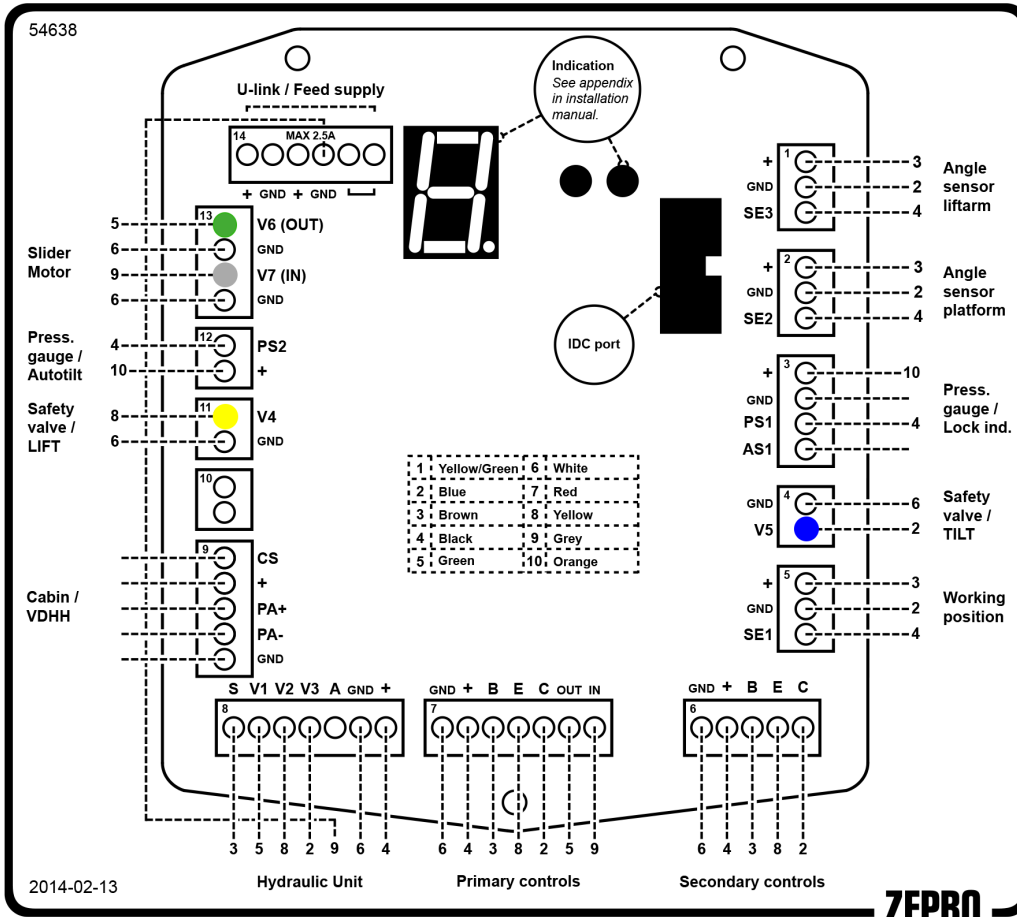 54638
Indication
See appendix
in installation
manual.
U-link / Feed supply
14 MAX 2.5A
+ GND + GND
Slider
Motor
13
5 V6 (OUT)
6 GND
9 V7 (IN)
6 GND
Press.
gauge /
Autotilt
12
4 PS2
10 +
Safety
valve /
LIFT
11
8 V4
6 GND
10
Cabin /
VDHH
9
CS
+
PA+
PA-
GND
IDC port
1 Yellow/Green 6 White
2 Blue 7 Red
3 Brown 8 Yellow
4 Black 9 Grey
5 Green 10 Orange
1
+ 3
GND 2
SE3 4
Angle
sensor
liftarm
2
+ 3
GND 2
SE2 4
Angle
sensor
platform
3
+ 10
GND
PS1 4
AS1
Press.
gauge /
Lock ind.
4
GND 6
V5 2
Safety
valve /
TILT
5
+ 3
GND 2
SE1 4
Working
position
S V1 V2 V3 A GND +
8
3 5 8 2 9 6 4
Hydraulic Unit
GND + B E C OUT IN
7
6 4 3 8 2 5 9
Primary controls
GND + B E C
6
6 4 3 8 2
Secondary controls
2014-02-13
ZEPRO